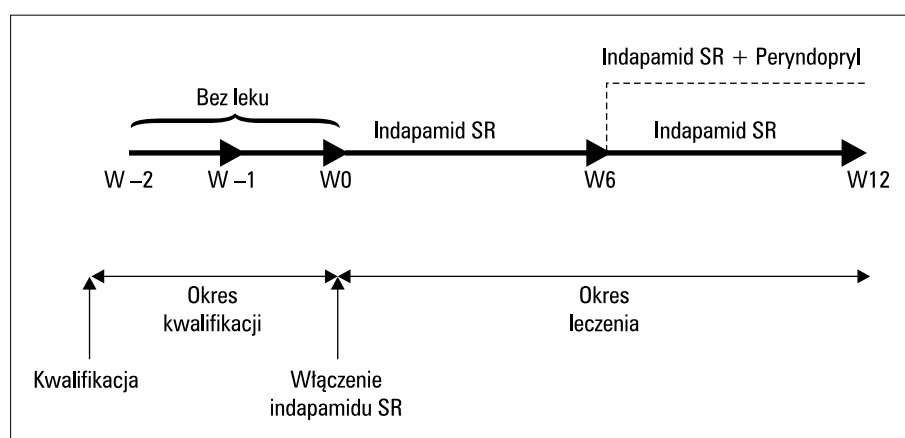 Indapamid SR + Peryndopryl
Bez leku
Indapamid SR
Indapamid SR
W –2
W –1
W0
W6
W12
Okres
kwalifikacji
Okres
leczenia
Kwalifikacja
Włączenie
indapamidu SR